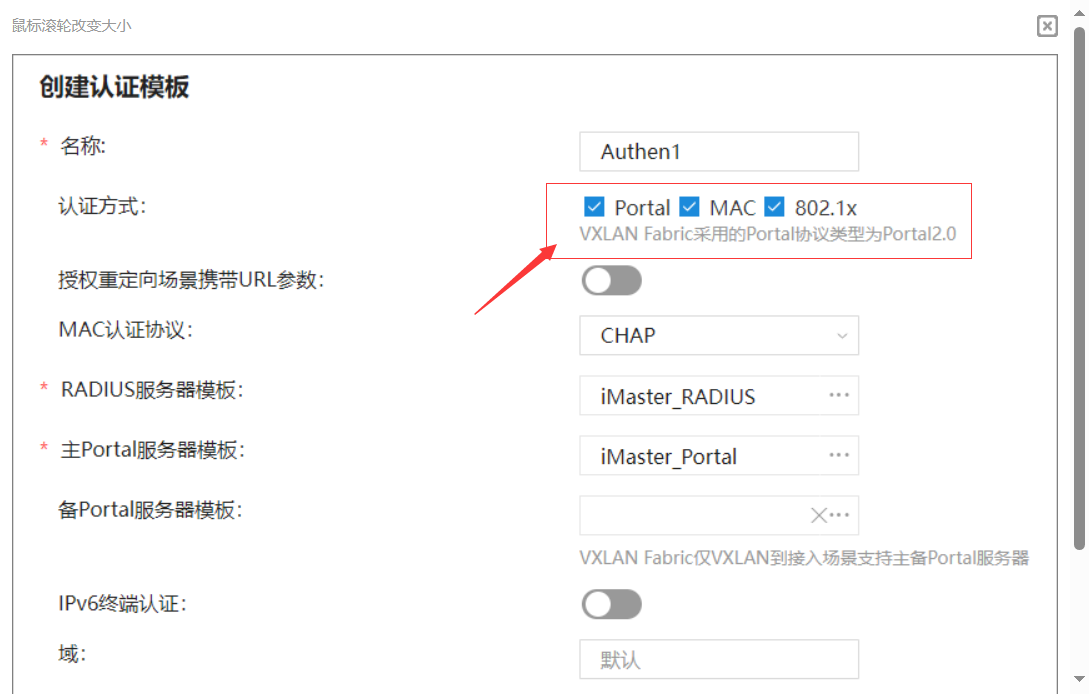 鼠标滚轮改变大小
创建认证模板
* 名称: Authen1
认证方式: Portal MAC 802.1x
VXLAN Fabric采用的Portal协议类型为Portal2.0
授权重定向场景携带URL参数:
MAC认证协议: CHAP
* RADIUS服务器模板: iMaster_RADIUS ···
* 主Portal服务器模板: iMaster_Portal ···
备Portal服务器模板: ···
VXLAN Fabric仅VXLAN到接入场景支持主备Portal服务器
IPv6终端认证:
域: 默认